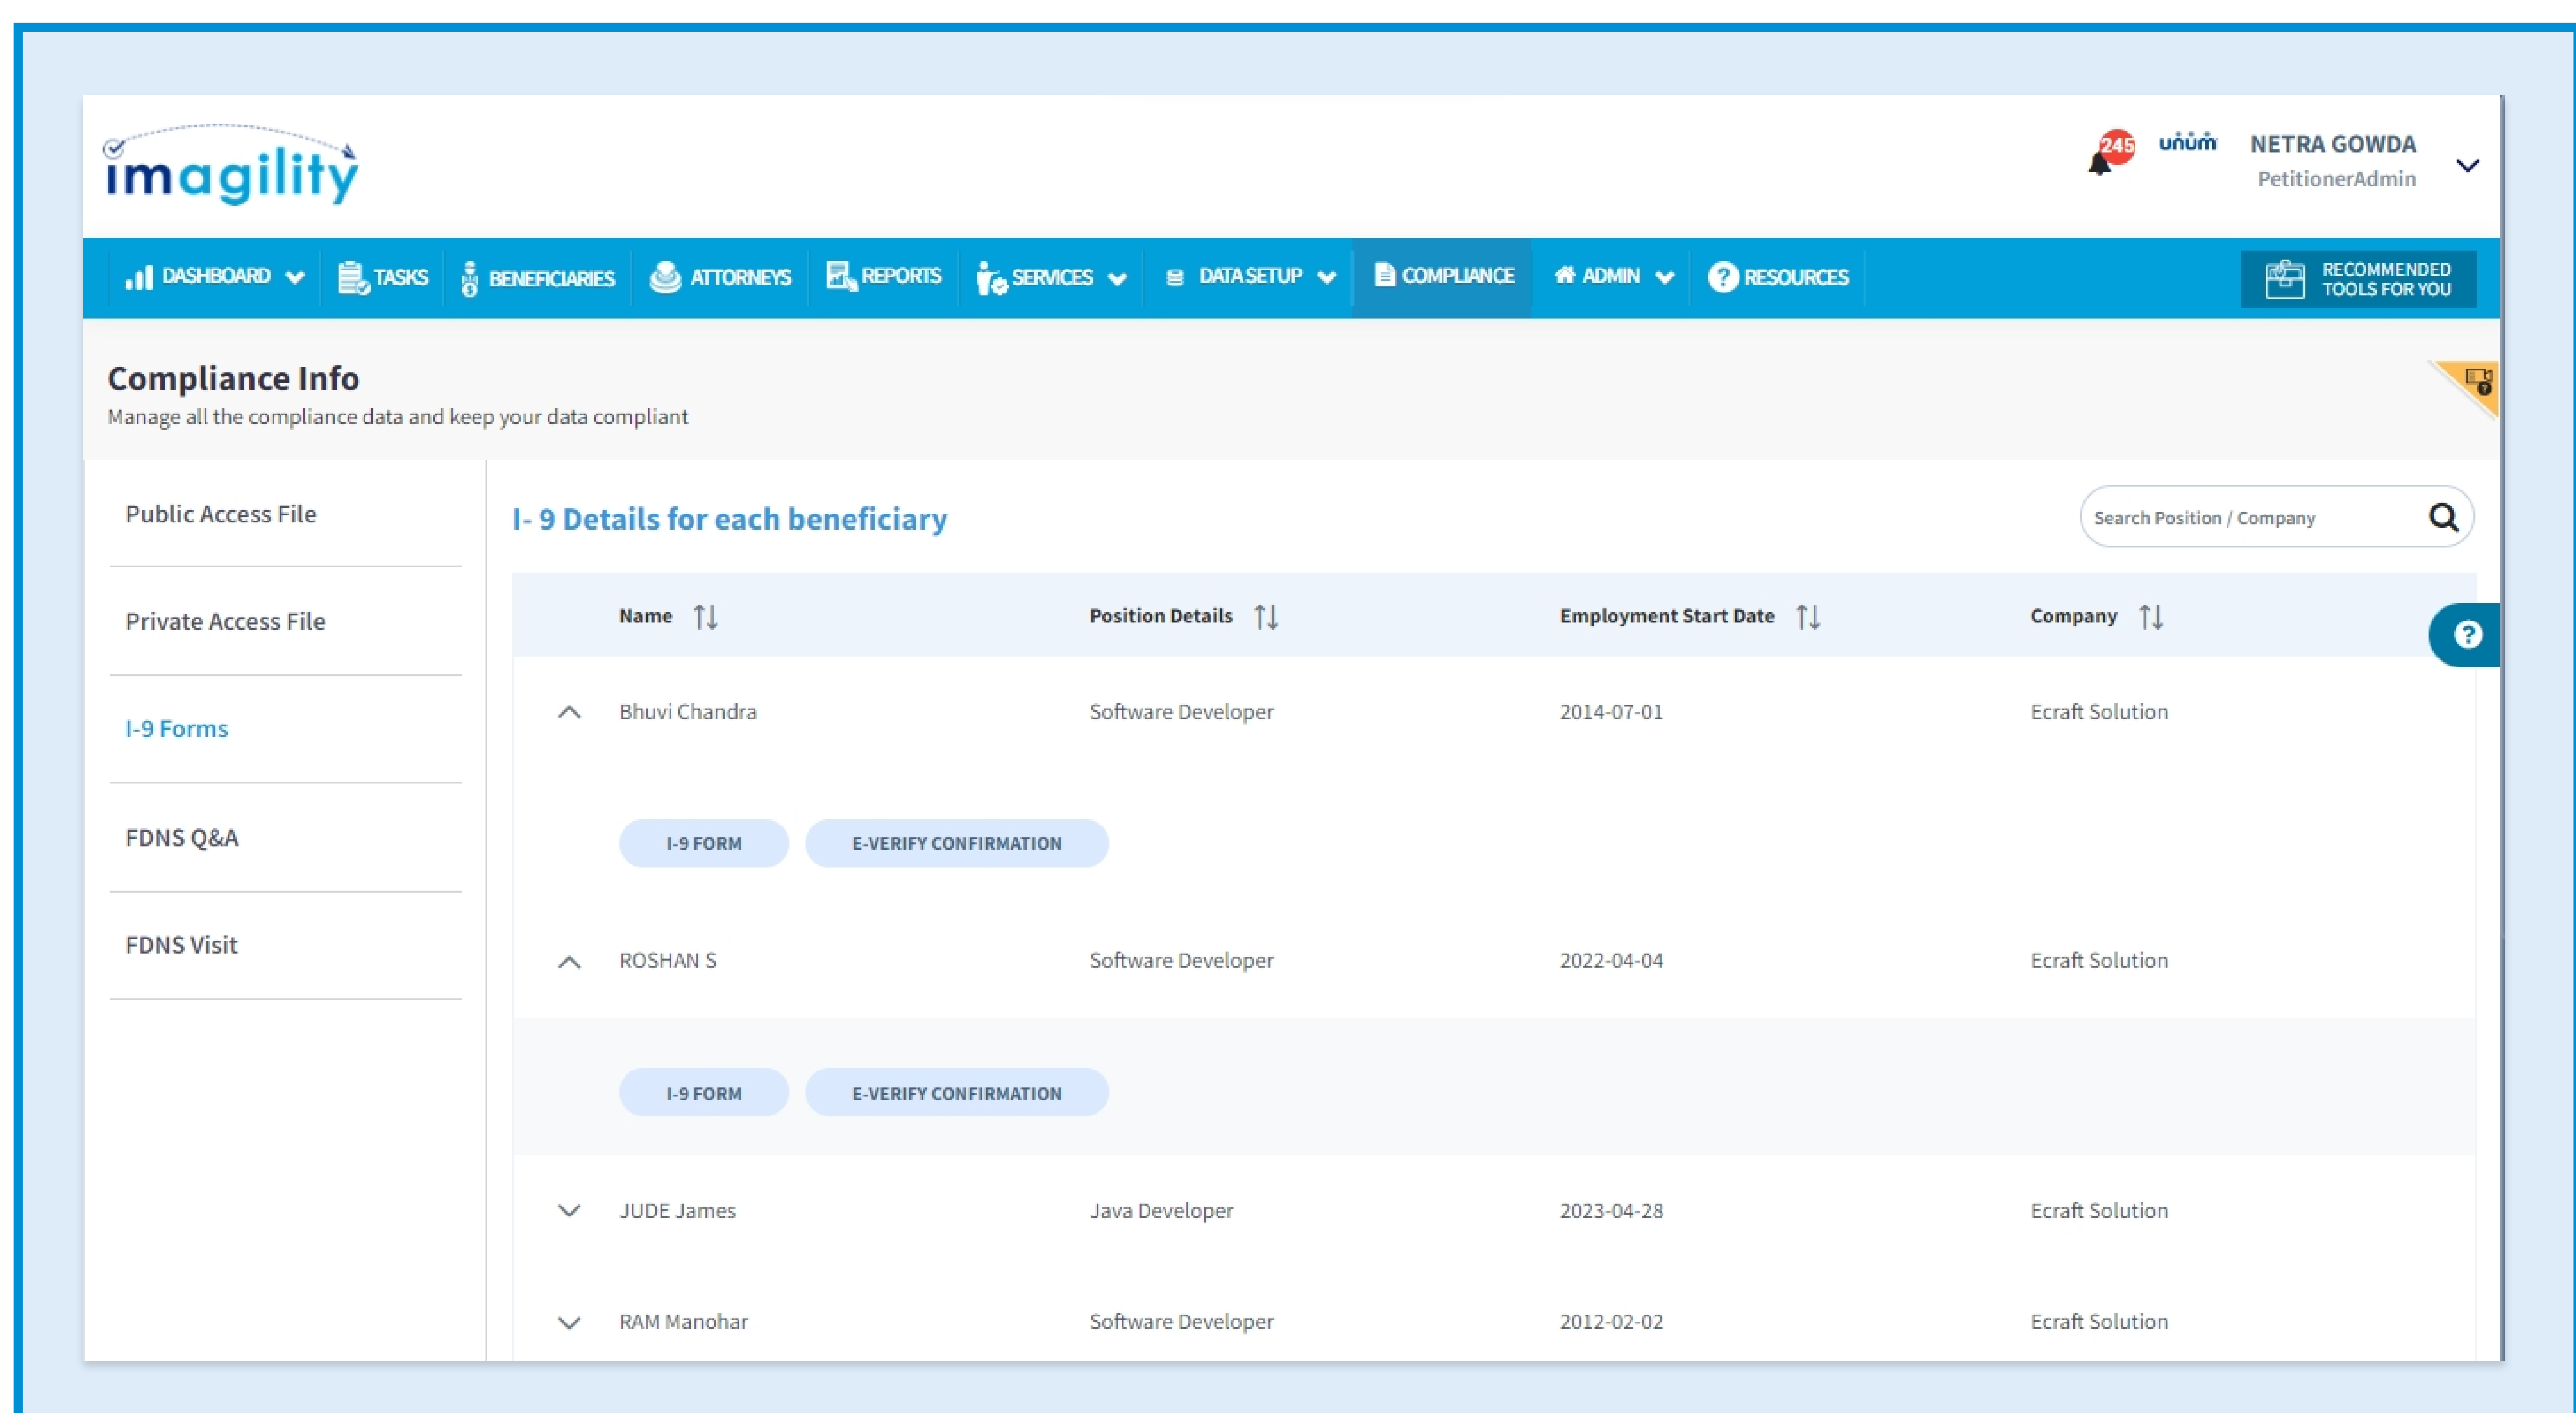 imagility
245
unum
NETRA GOWDA
PetitionerAdmin
DASHBOARD TASKS BENEFICIARIES ATTORNEYS REPORTS SERVICES DATA SETUP COMPLIANCE ADMIN RESOURCES
RECOMMENDED
TOOLS FOR YOU
Compliance Info
Manage all the compliance data and keep your data compliant
Public Access File
Private Access File
I-9 Forms
FDNS Q&A
FDNS Visit
I- 9 Details for each beneficiary
Search Position / Company
Name Position Details Employment Start Date Company
Bhuvi Chandra Software Developer 2014-07-01 Ecraft Solution
I-9 FORM E-VERIFY CONFIRMATION
ROSHAN S Software Developer 2022-04-04 Ecraft Solution
I-9 FORM E-VERIFY CONFIRMATION
JUDE James Java Developer 2023-04-28 Ecraft Solution
RAM Manohar Software Developer 2012-02-02 Ecraft Solution